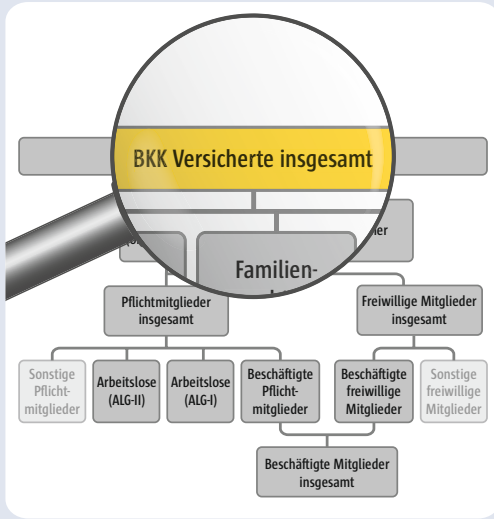 BKK Versicherte insgesamt
Familien-
Pflichtmitglieder
insgesamt
Freiwillige Mitglieder
insgesamt
Sonstige
Pflicht-
mitglieder
Arbeitslose
(ALG-II)
Arbeitslose
(ALG-I)
Beschäftigte
Pflicht-
mitglieder
Beschäftigte
freiwillige
Mitglieder
Sonstige
freiwillige
Mitglieder
Beschäftigte Mitglieder
insgesamt